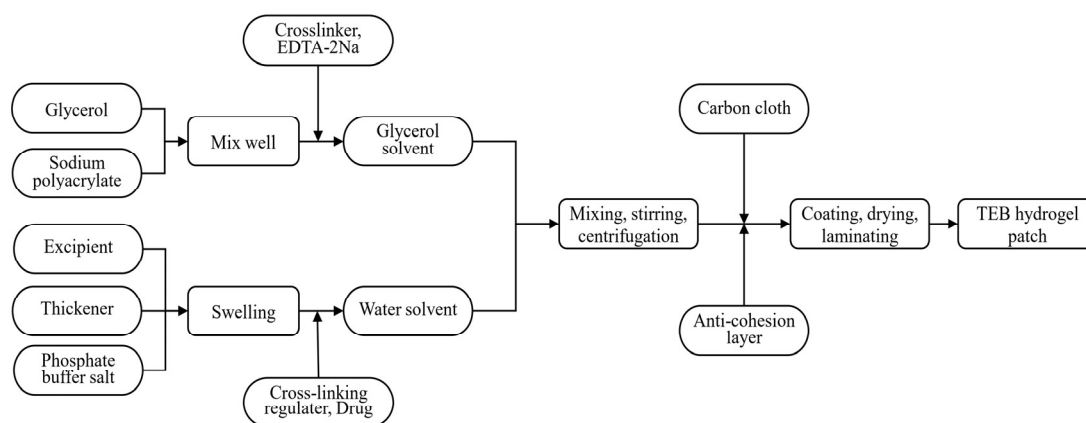 Crosslinker,
EDTA-2Na
Glycerol
Sodium
polyacrylate
Mix well
Glycerol
solvent
Excipient
Thickener
Phosphate
buffer salt
Swelling
Water solvent
Cross-linking
regulater, Drug
Mixing, stirring,
centrifugation
Carbon cloth
Anti-cohesion
layer
Coating, drying,
laminating
TEB hydrogel
patch